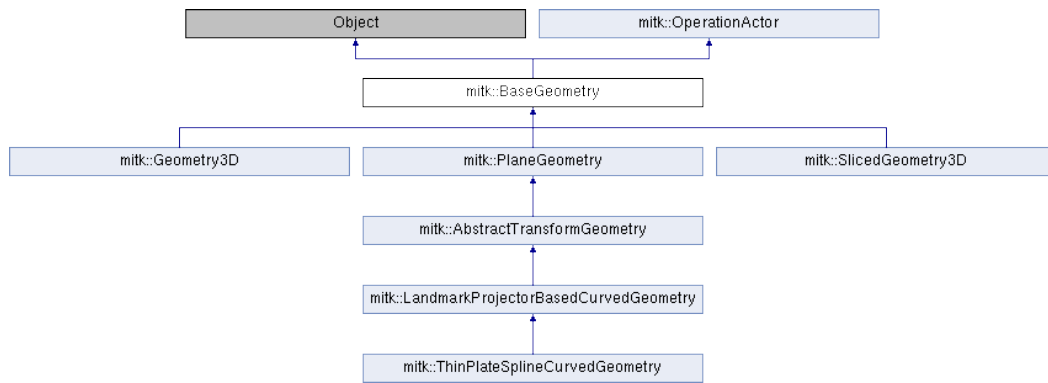 Object
mitk::OperationActor
mitk::BaseGeometry
mitk::Geometry3D
mitk::PlaneGeometry
mitk::SlicedGeometry3D
mitk::AbstractTransformGeometry
mitk::LandmarkProjectorBasedCurvedGeometry
mitk::ThinPlateSplineCurvedGeometry